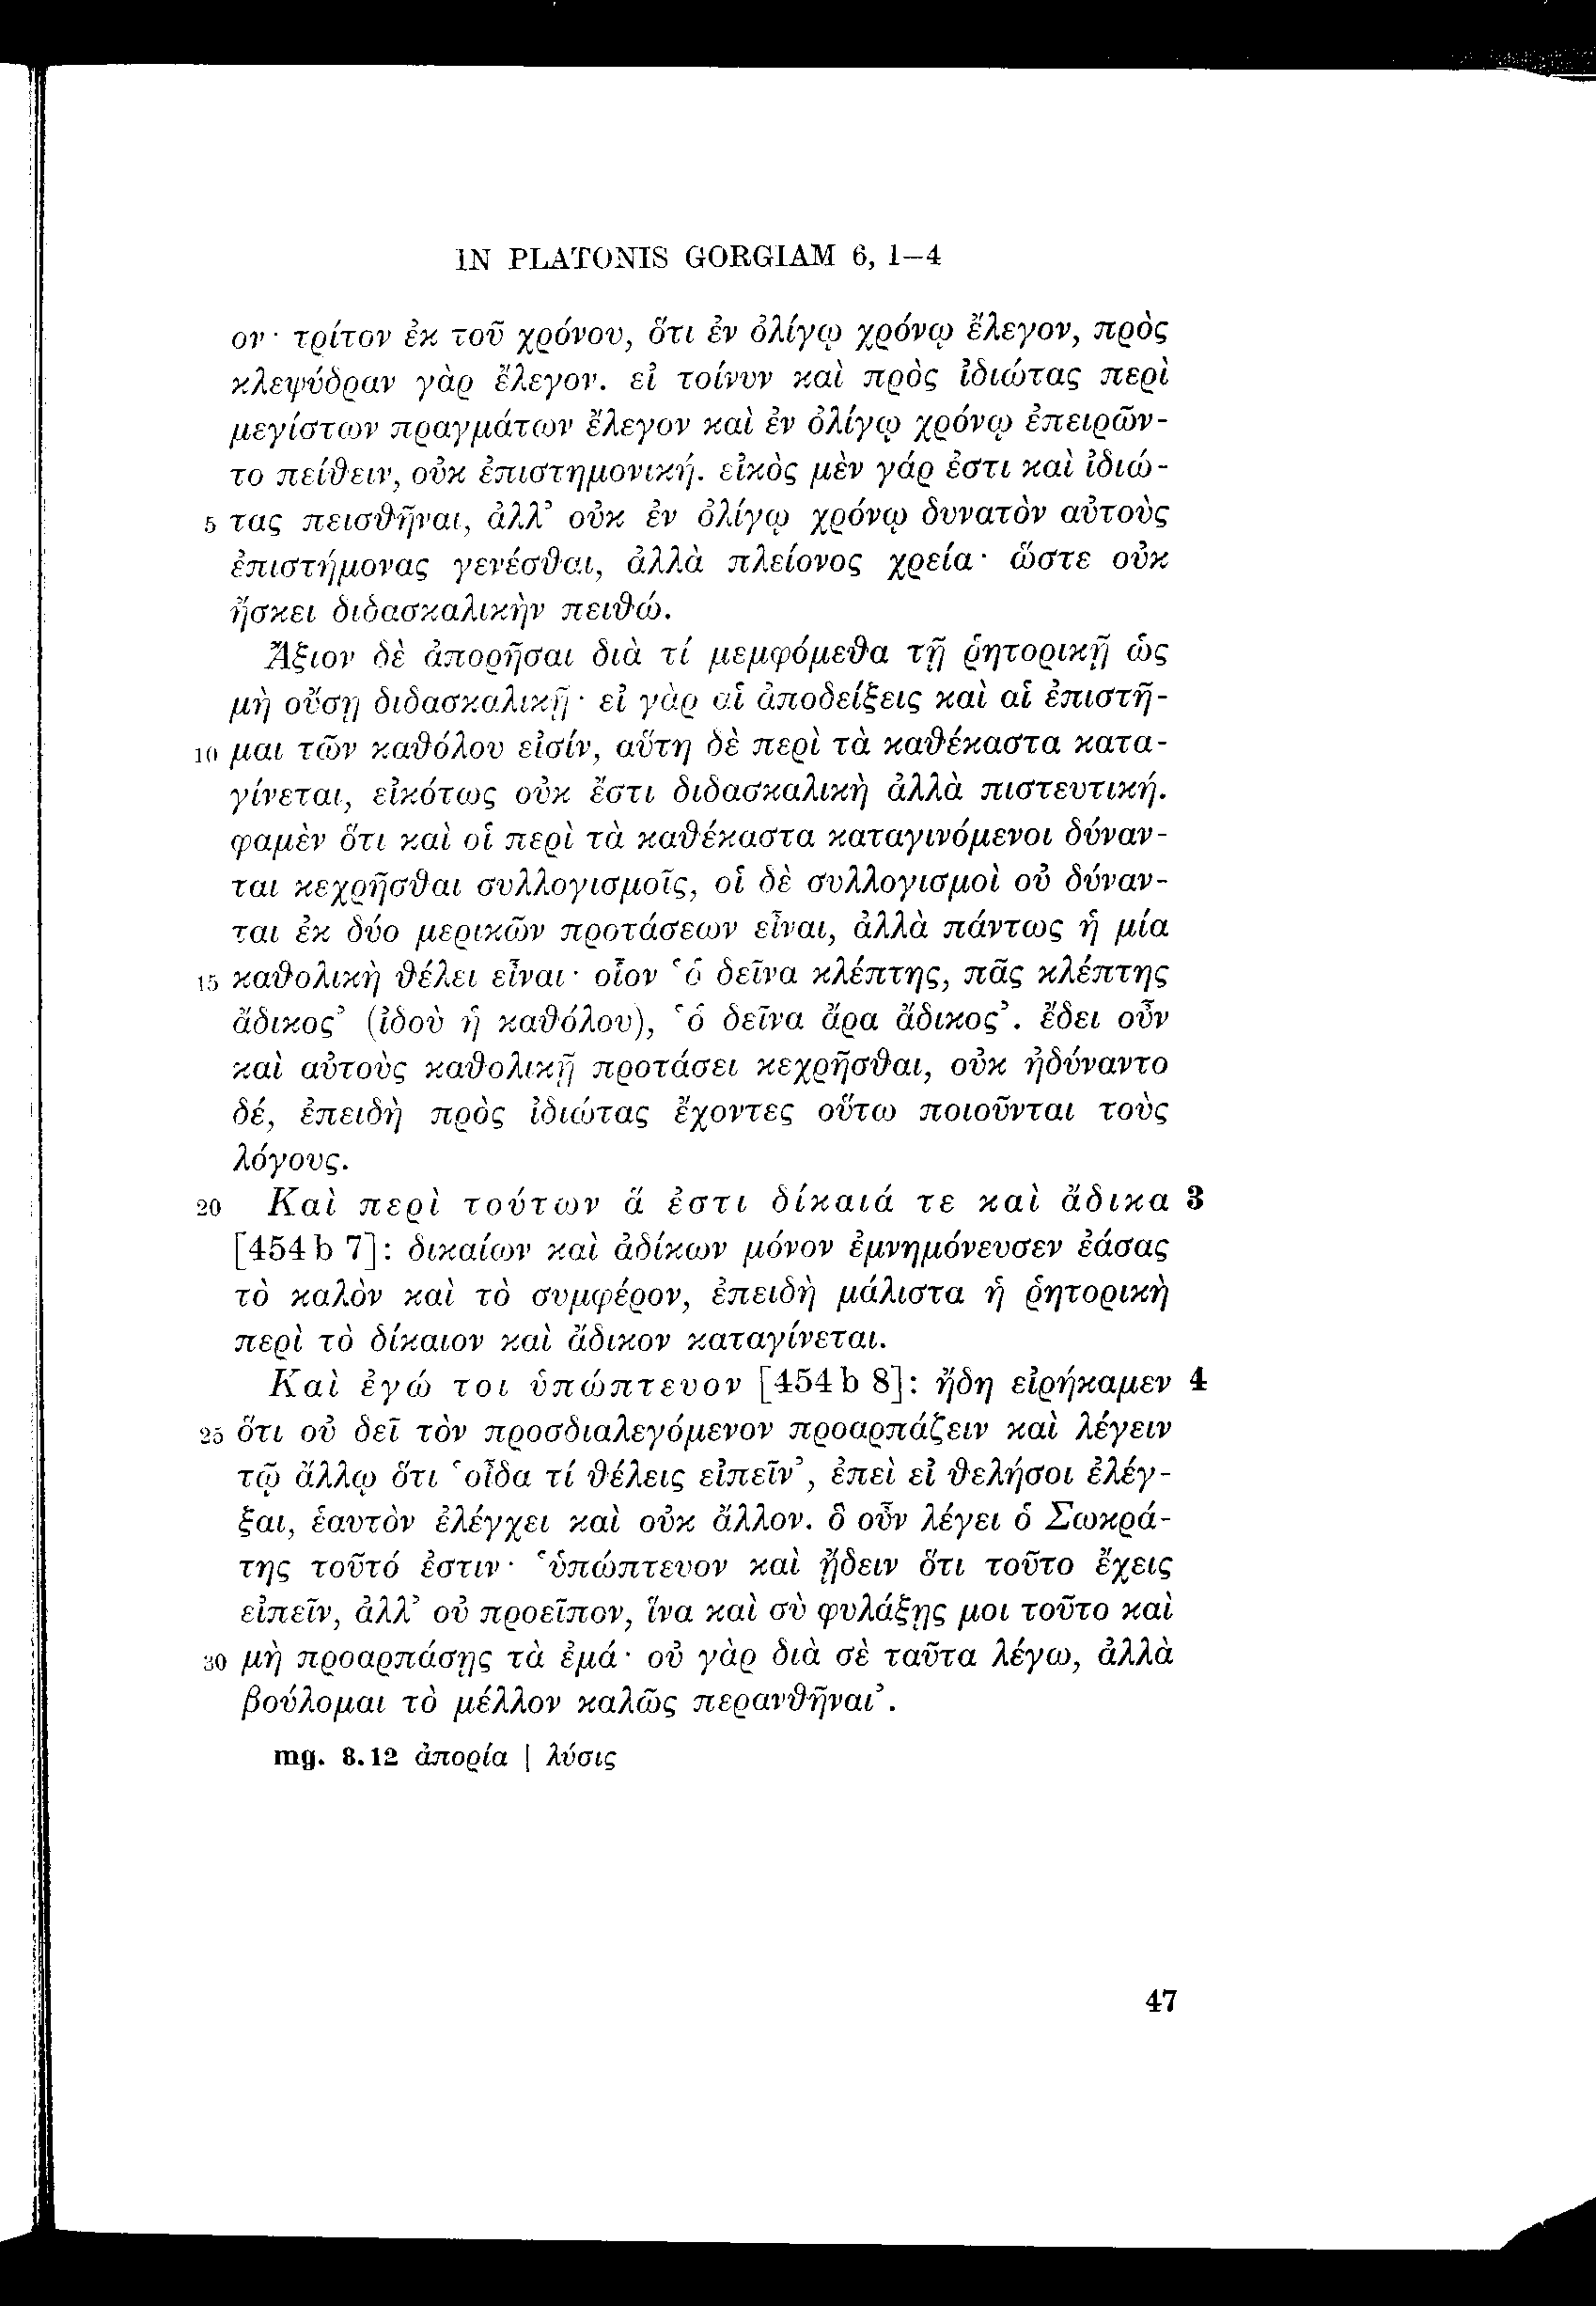 IN PLATONIS GORGIAM 6, 1–4
ον· τρίτον ἐκ τοῦ χρόνου, ὅτι ἐν ὀλίγῳ χρόνῳ ἔλεγον, πρὸς
κλεψύδραν γὰρ ἔλεγον. εἰ τοίνυν καὶ πρὸς ἰδιώτας περὶ
μεγίστων πραγμάτων ἔλεγον καὶ ἐν ὀλίγῳ χρόνῳ ἐπειρῶν-
το πείθειν, οὐκ ἐπιστημονική. εἰκὸς μὲν γάρ ἐστι καὶ ἰδιώ-
5 τας πεισθῆναι, ἀλλ’ οὐκ ἐν ὀλίγῳ χρόνῳ δυνατὸν αὐτοὺς
ἐπιστήμονας γενέσθαι, ἀλλὰ πλείονος χρεία· ὥστε οὐκ
ἤσκει διδασκαλικὴν πειθώ.
Ἄξιον δὲ ἀπορῆσαι διὰ τί μεμφόμεθα τῇ ῥητορικῇ ὡς
μὴ οὔσῃ διδασκαλικῇ· εἰ γὰρ αἱ ἀποδείξεις καὶ αἱ ἐπιστῆ-
10 μαι τῶν καθόλου εἰσίν, αὕτη δὲ περὶ τὰ καθέκαστα κατα-
γίνεται, εἰκότως οὐκ ἔστι διδασκαλικὴ ἀλλὰ πιστευτική.
φαμὲν ὅτι καὶ οἱ περὶ τὰ καθέκαστα καταγινόμενοι δύναν-
ται κεχρῆσθαι συλλογισμοῖς, οἱ δὲ συλλογισμοὶ οὐ δύναν-
ται ἐκ δύο μερικῶν προτάσεων εἶναι, ἀλλὰ πάντως ἡ μία
15 καθολικὴ θέλει εἶναι· οἷον ‘ὁ δεῖνα κλέπτης, πᾶς κλέπτης
ἄδικος’ (ἰδοὺ ἡ καθόλου), ‘ὁ δεῖνα ἄρα ἄδικος’. ἔδει οὖν
καὶ αὐτοὺς καθολικῇ προτάσει κεχρῆσθαι, οὐκ ἠδύναντο
δέ, ἐπειδὴ πρὸς ἰδιώτας ἔχοντες οὕτω ποιοῦνται τοὺς
λόγους.
20 Καὶ περὶ τούτων ἅ ἐστι δίκαιά τε καὶ ἄδικα 3
[454 b 7]: δικαίων καὶ ἀδίκων μόνον ἐμνημόνευσεν ἐάσας
τὸ καλὸν καὶ τὸ συμφέρον, ἐπειδὴ μάλιστα ἡ ῥητορικὴ
περὶ τὸ δίκαιον καὶ ἄδικον καταγίνεται.
Καὶ ἐγώ τοι ὑπώπτευον [454 b 8]: ἤδη εἰρήκαμεν 4
25 ὅτι οὐ δεῖ τὸν προσδιαλεγόμενον προαρπάζειν καὶ λέγειν
τῷ ἄλλῳ ὅτι ‘οἶδα τί θέλεις εἰπεῖν’, ἐπεὶ εἰ θελήσοι ἐλέγ-
ξαι, ἑαυτὸν ἐλέγχει καὶ οὐκ ἄλλον. ὃ οὖν λέγει ὁ Σωκρά-
της τοῦτό ἐστιν· ‘ὑπώπτευον καὶ ᾔδειν ὅτι τοῦτο ἔχεις
εἰπεῖν, ἀλλ’ οὐ προεῖπον, ἵνα καὶ σὺ φυλάξῃς μοι τοῦτο καὶ
30 μὴ προαρπάσῃς τὰ ἐμά· οὐ γὰρ διὰ σὲ ταῦτα λέγω, ἀλλὰ
βούλομαι τὸ μέλλον καλῶς περανθῆναι’.
mg. 8.12 ἀπορία | λύσις
47